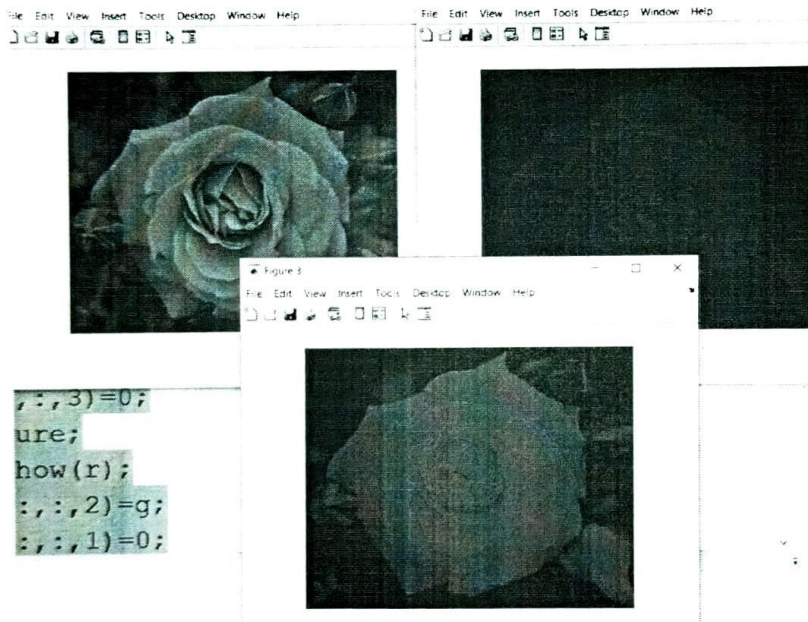 File Edit View Insert Tools Desktop Window Help
File Edit View Insert Tools Desktop Window Help
Figure 3
File Edit View Insert Tools Desktop Window Help
,:,3)=0;
ure;
how(r);
:,:,2)=g;
:,:,1)=0;